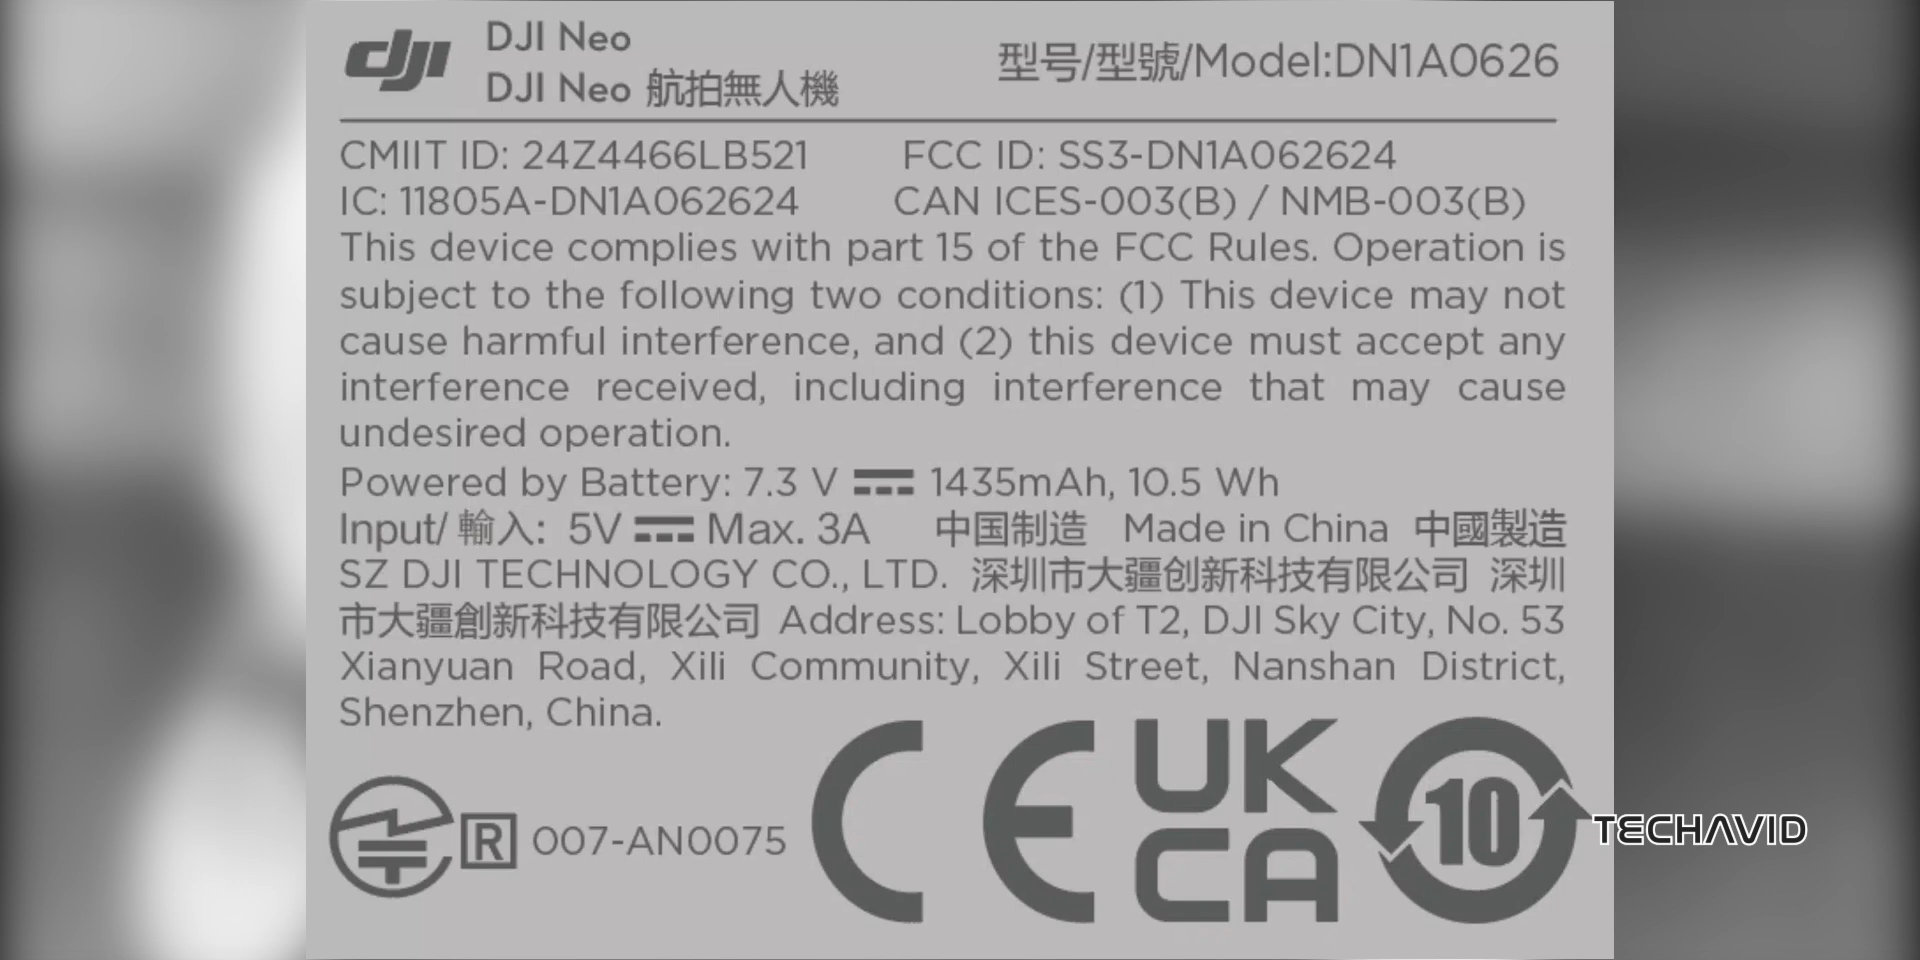 dji
DJI Neo
DJI Neo 航拍無人機
型号/型號/Model:DN1A0626
CMIIT ID: 24Z4466LB521 FCC ID: SS3-DN1A062624
IC: 11805A-DN1A062624 CAN ICES-003(B) / NMB-003(B)
This device complies with part 15 of the FCC Rules. Operation is
subject to the following two conditions: (1) This device may not
cause harmful interference, and (2) this device must accept any
interference received, including interference that may cause
undesired operation.
Powered by Battery: 7.3 V ⎓ 1435mAh, 10.5 Wh
Input/ 輸入: 5V ⎓ Max. 3A 中国制造 Made in China 中國製造
SZ DJI TECHNOLOGY CO., LTD. 深圳市大疆创新科技有限公司 深圳
市大疆創新科技有限公司 Address: Lobby of T2, DJI Sky City, No. 53
Xianyuan Road, Xili Community, Xili Street, Nanshan District,
Shenzhen, China.
R 007-AN0075
CE
UK
CA
10
TECHAVID